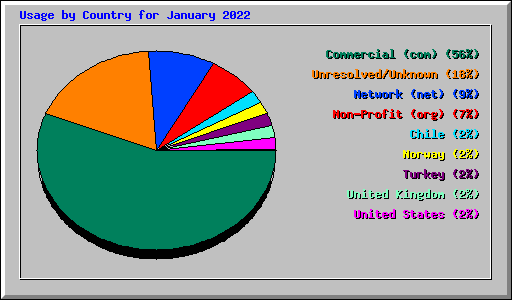 Usage by Country for January 2022
Commercial (com) (56%)
Unresolved/Unknown (18%)
Network (net) (9%)
Non-Profit (org) (7%)
Chile (2%)
Norway (2%)
Turkey (2%)
United Kingdom (2%)
United States (2%)